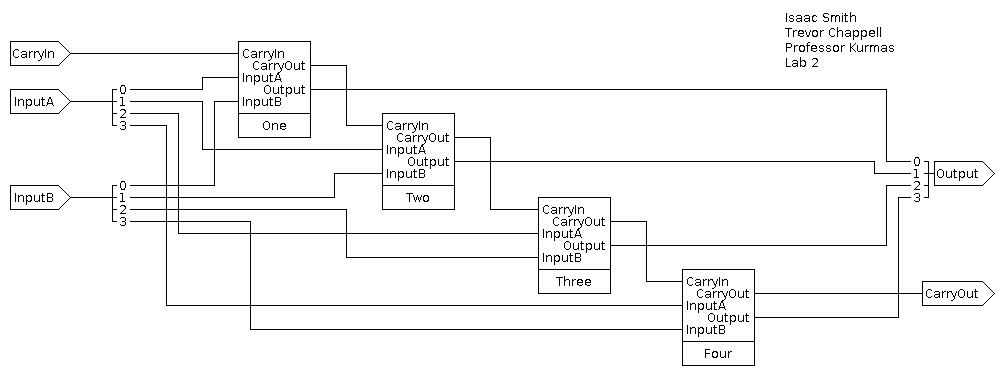 Isaac Smith
Trevor Chappell
Professor Kurmas
Lab 2
CarryIn
InputA
0
1
2
3
InputB
0
1
2
3
CarryIn
CarryOut
InputA
Output
InputB
One
CarryIn
CarryOut
InputA
Output
InputB
Two
CarryIn
CarryOut
InputA
Output
InputB
Three
CarryIn
CarryOut
InputA
Output
InputB
Four
0
1
2
3
Output
CarryOut